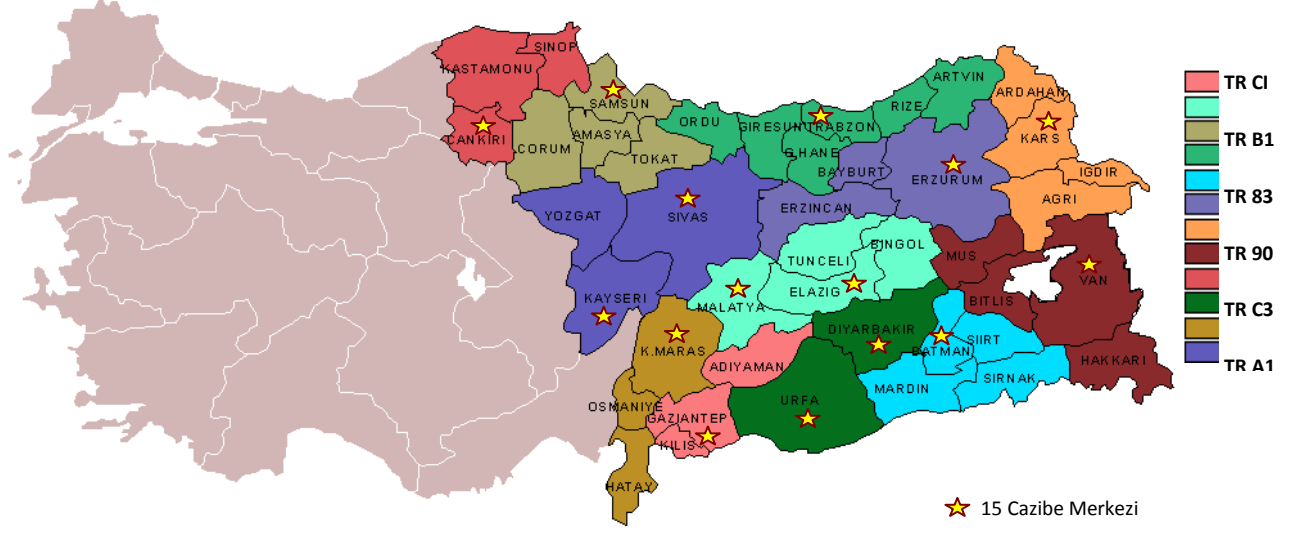 SINOP
KASTAMONU
ARTVIN
TR CI
ARDAHAN
SAMSUN
RIZE
ORDU
GIRESUN
TRABZON
KARS
CANKIRI
CORUM
AMASYA
TR B1
TOKAT
G.HANE
BAYBURT
ERZURUM
IGDIR
AGRI
TR 83
YOZGAT
SIVAS
ERZINCAN
BINGOL
TUNCELI
MUS
TR 90
VAN
ELAZIG
KAYSERI
MALATYA
BITLIS
TR C3
DIYARBAKIR
SIIRT
K.MARAS
BATMAN
HAKKARI
ADIYAMAN
TR A1
MARDIN
SIRNAK
OSMANIYE
URFA
GAZIANTEP
KILIS
HATAY
15 Cazibe Merkezi